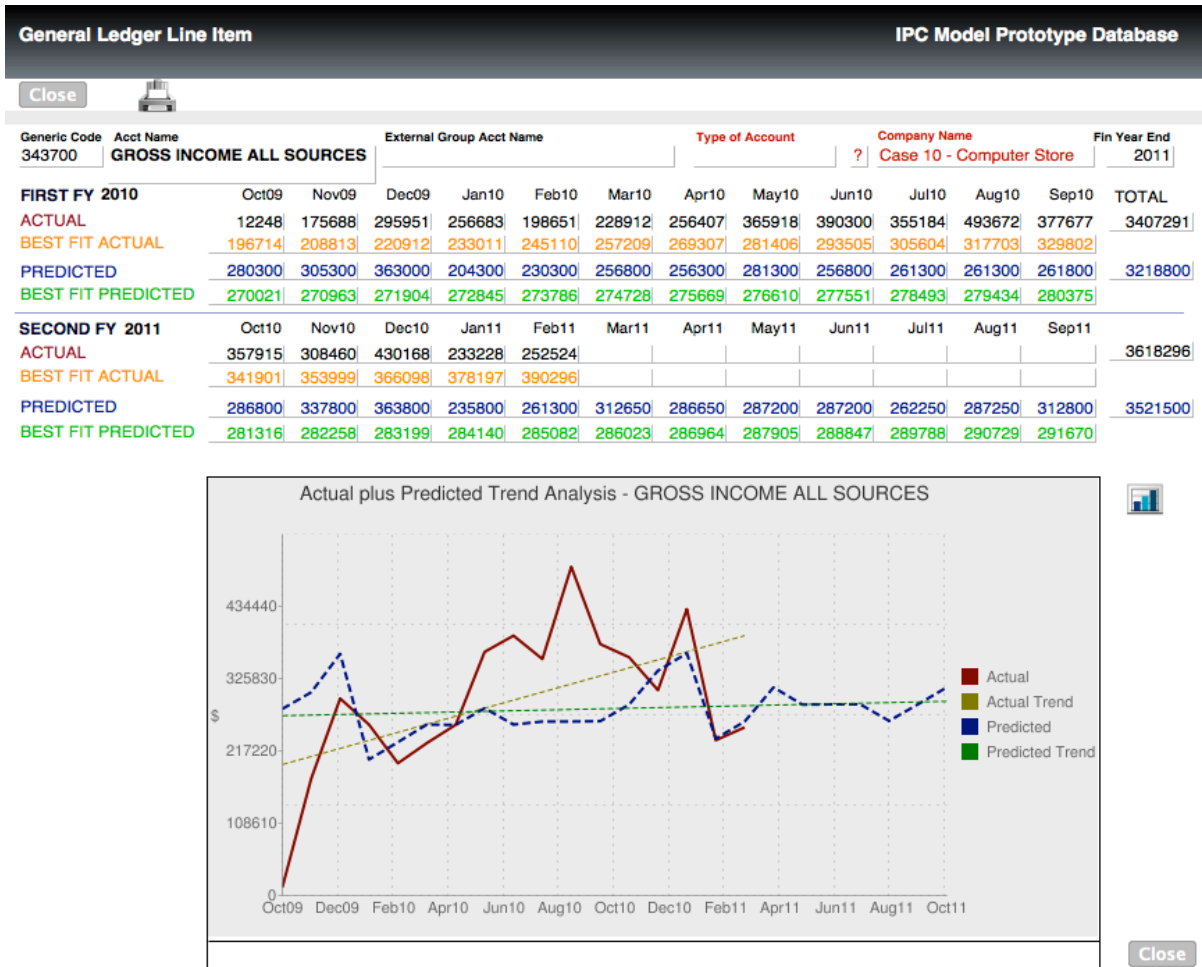 General Ledger Line Item IPC Model Prototype Database
Close
Generic Code Acct Name External Group Acct Name Type of Account Company Name Fin Year End
343700 GROSS INCOME ALL SOURCES ? Case 10 - Computer Store 2011
FIRST FY 2010 Oct09 Nov09 Dec09 Jan10 Feb10 Mar10 Apr10 May10 Jun10 Jul10 Aug10 Sep10 TOTAL
ACTUAL 12248 175688 295951 256683 198651 228912 256407 365918 390300 355184 493672 377677 3407291
BEST FIT ACTUAL 196714 208813 220912 233011 245110 257209 269307 281406 293505 305604 317703 329802
PREDICTED 280300 305300 363000 204300 230300 256800 256300 281300 256800 261300 261300 261800 3218800
BEST FIT PREDICTED 270021 270963 271904 272845 273786 274728 275669 276610 277551 278493 279434 280375
SECOND FY 2011 Oct10 Nov10 Dec10 Jan11 Feb11 Mar11 Apr11 May11 Jun11 Jul11 Aug11 Sep11
ACTUAL 357915 308460 430168 233228 252524 3618296
BEST FIT ACTUAL 341901 353999 366098 378197 390296
PREDICTED 286800 337800 363800 235800 261300 312650 286650 287200 287200 262250 287250 312800 3521500
BEST FIT PREDICTED 281316 282258 283199 284140 285082 286023 286964 287905 288847 289788 290729 291670
Actual plus Predicted Trend Analysis - GROSS INCOME ALL SOURCES
434440
325830
$
217220
108610
0
Oct09 Dec09 Feb10 Apr10 Jun10 Aug10 Oct10 Dec10 Feb11 Apr11 Jun11 Aug11 Oct11
Actual
Actual Trend
Predicted
Predicted Trend
Close